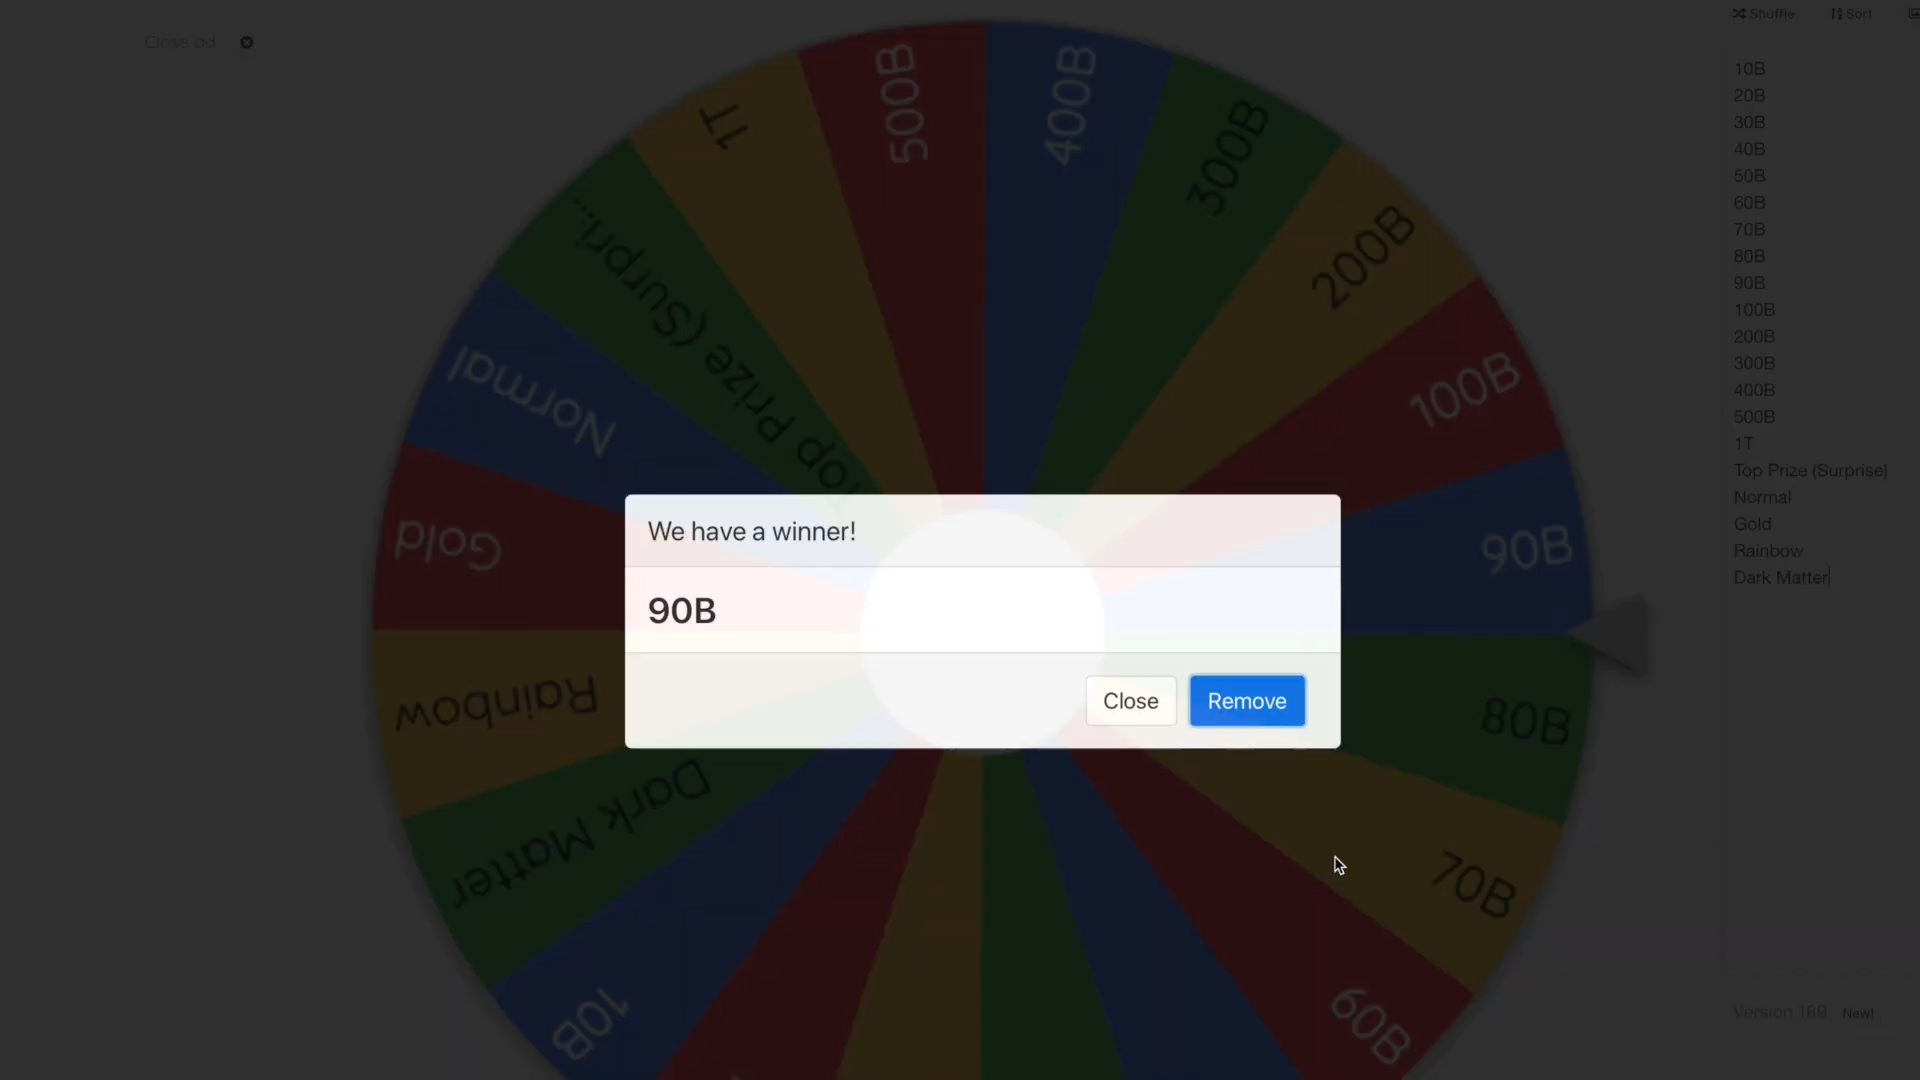 Close ad
Shuffle
Sort
500B
400B
300B
200B
100B
90B
80B
70B
60B
10B
Dark Matter
Rainbow
Gold
Normal
op Prize (Surpri...
1T
We have a winner!
90B
Close
Remove
10B
20B
30B
40B
50B
60B
70B
80B
90B
100B
200B
300B
400B
500B
1T
Top Prize (Surprise)
Normal
Gold
Rainbow
Dark Matter
Version 169
New!